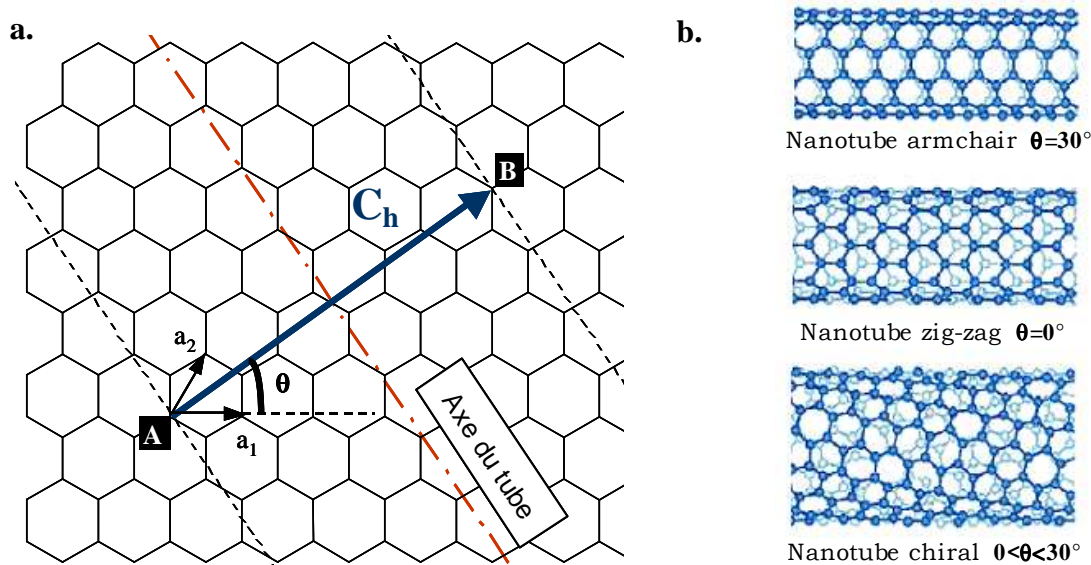 a.
B
C_h
a_2
θ
A
a_1
Axe du tube
b.
Nanotube armchair θ=30°
Nanotube zig-zag θ=0°
Nanotube chiral 0<θ<30°